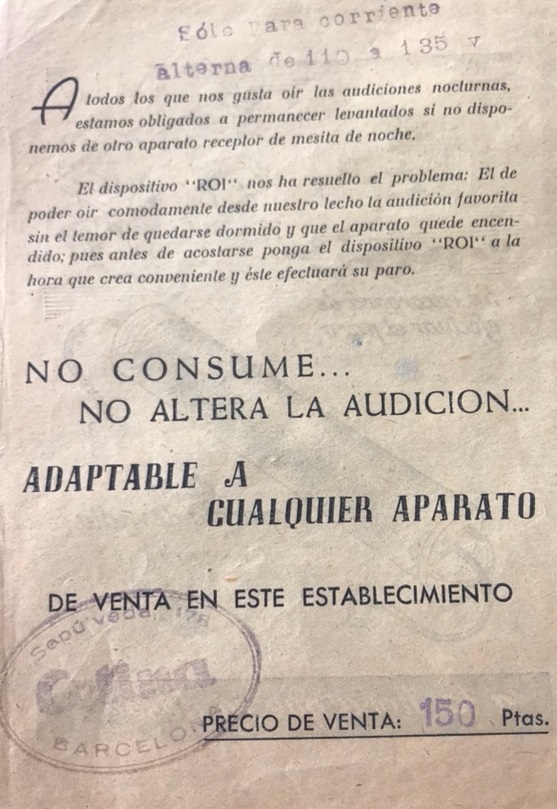 Sólo para corriente
alterna de 110 a 135 v
A todos los que nos gusta oir las audiciones nocturnas,
estamos obligados a permanecer levantados si no dispo-
nemos de otro aparato receptor de mesita de noche.
El dispositivo "ROI" nos ha resuelto el problema: El de
poder oir comodamente desde nuestro lecho la audición favorita
sin el temor de quedarse dormido y que el aparato quede encen-
dido; pues antes de acostarse ponga el dispositivo "ROI" a la
hora que crea conveniente y éste efectuará su paro.
NO CONSUME...
NO ALTERA LA AUDICION...
ADAPTABLE A
CUALQUIER APARATO
DE VENTA EN ESTE ESTABLECIMIENTO
Sepúlveda, 178
BARCELONA
PRECIO DE VENTA: 150 Ptas.